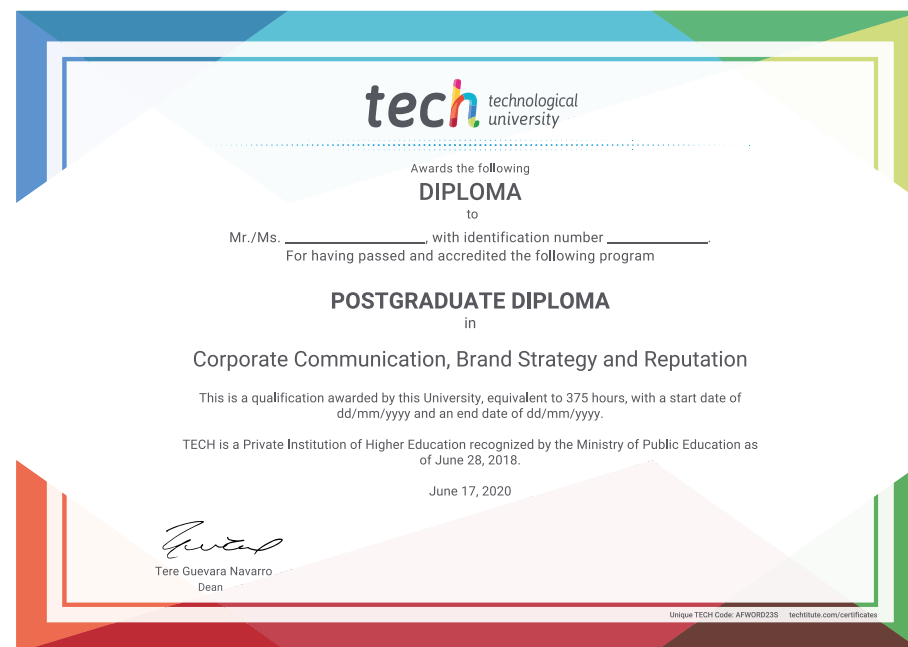 tech technological
university
Awards the following
DIPLOMA
to
Mr./Ms. ____________________, with identification number ______________.
For having passed and accredited the following program
POSTGRADUATE DIPLOMA
in
Corporate Communication, Brand Strategy and Reputation
This is a qualification awarded by this University, equivalent to 375 hours, with a start date of
dd/mm/yyyy and an end date of dd/mm/yyyy.
TECH is a Private Institution of Higher Education recognized by the Ministry of Public Education as
of June 28, 2018.
June 17, 2020
Tere Guevara Navarro
Dean
Unique TECH Code: AFWORD23S techtitute.com/certificates